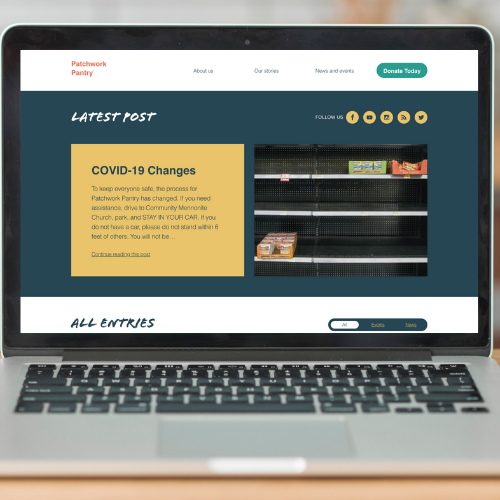 Patchwork
Pantry
About us
Our stories
News and events
Donate Today
LATEST POST
FOLLOW US
COVID-19 Changes
To keep everyone safe, the process for
Patchwork Pantry has changed. If you need
assistance, drive to Community Mennonite
Church, park, and STAY IN YOUR CAR. If you
do not have a car, please do not stand within 6
feet of others. You will not be…
Continue reading this post
ALL ENTRIES
All
Events
News